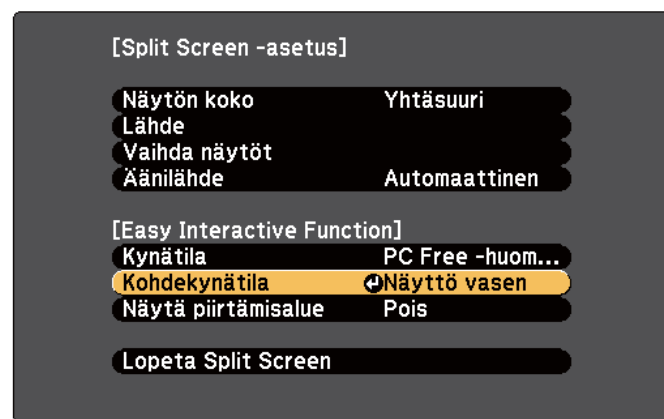 [Split Screen -asetus]
Näytön koko Yhtäsuuri
Lähde
Vaihda näytöt
Äänilähde Automaattinen
[Easy Interactive Function]
Kynätila PC Free -huom...
Kohdekynätila Näyttö vasen
Näytä piirtämisalue Pois
Lopeta Split Screen